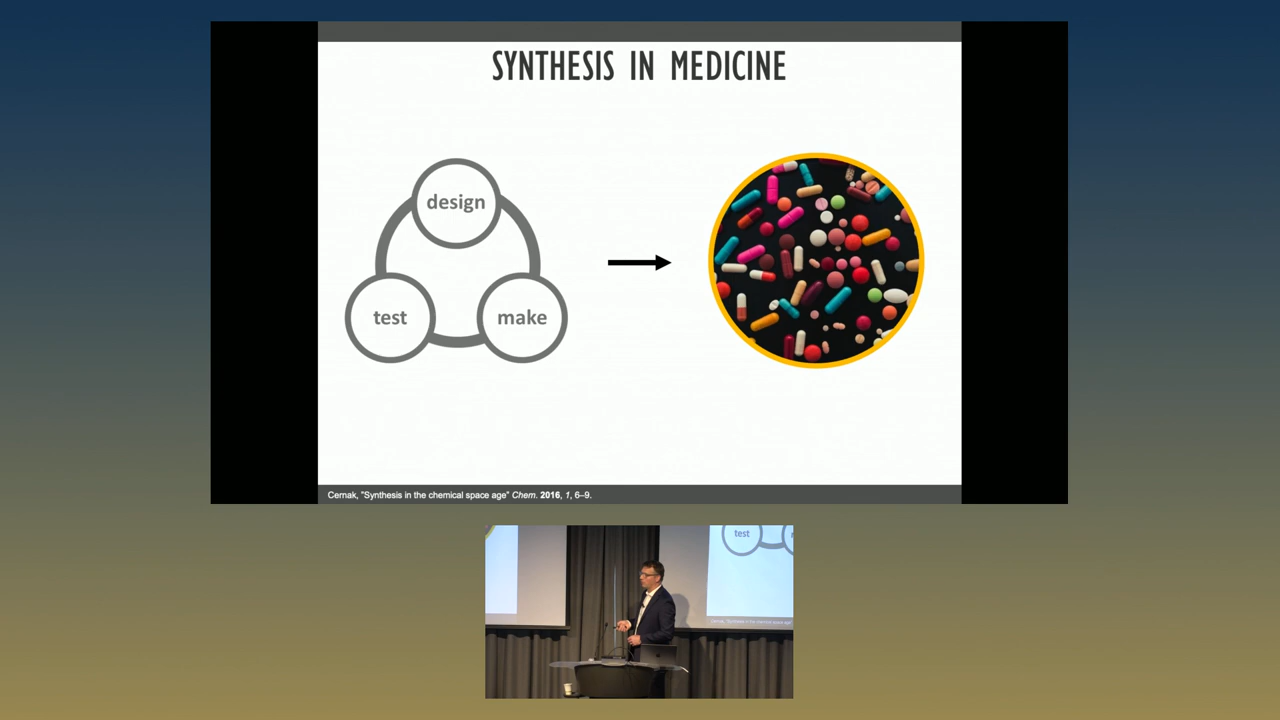 SYNTHESIS IN MEDICINE
design
test
make
Cernak, "Synthesis in the chemical space age" Chem. 2016, 1, 6–9.
test